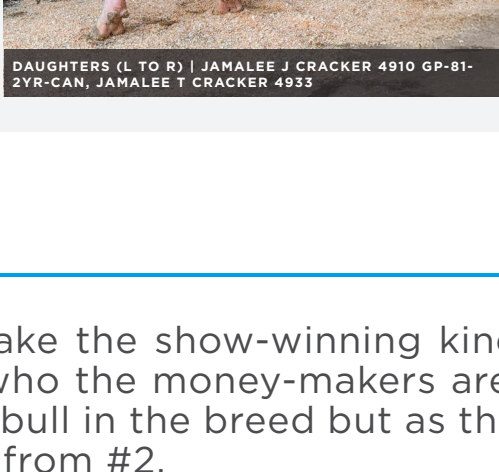 DAUGHTERS (L TO R) | JAMALEE J CRACKER 4910 GP-81-
2YR-CAN, JAMALEE T CRACKER 4933
ake the show-winning kin
who the money-makers are
bull in the breed but as th
from #2.